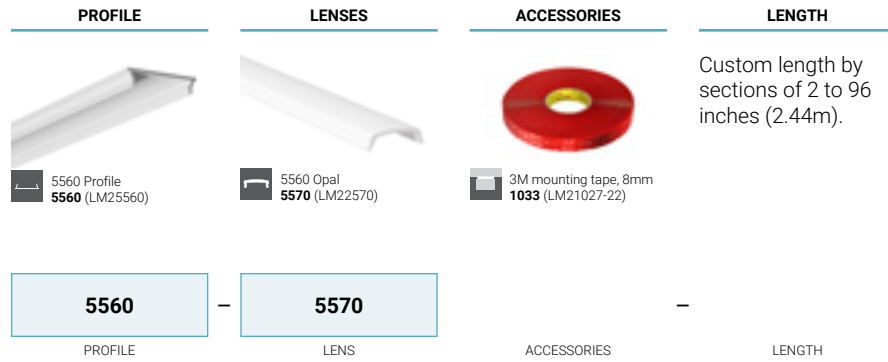 PROFILE
LENSES
ACCESSORIES
LENGTH
Custom length by
sections of 2 to 96
inches (2.44m).
5560 Profile
5560 (LM25560)
5560 Opal
5570 (LM22570)
3M mounting tape, 8mm
1033 (LM21027-22)
5560 – 5570 –
PROFILE
LENS
ACCESSORIES
LENGTH